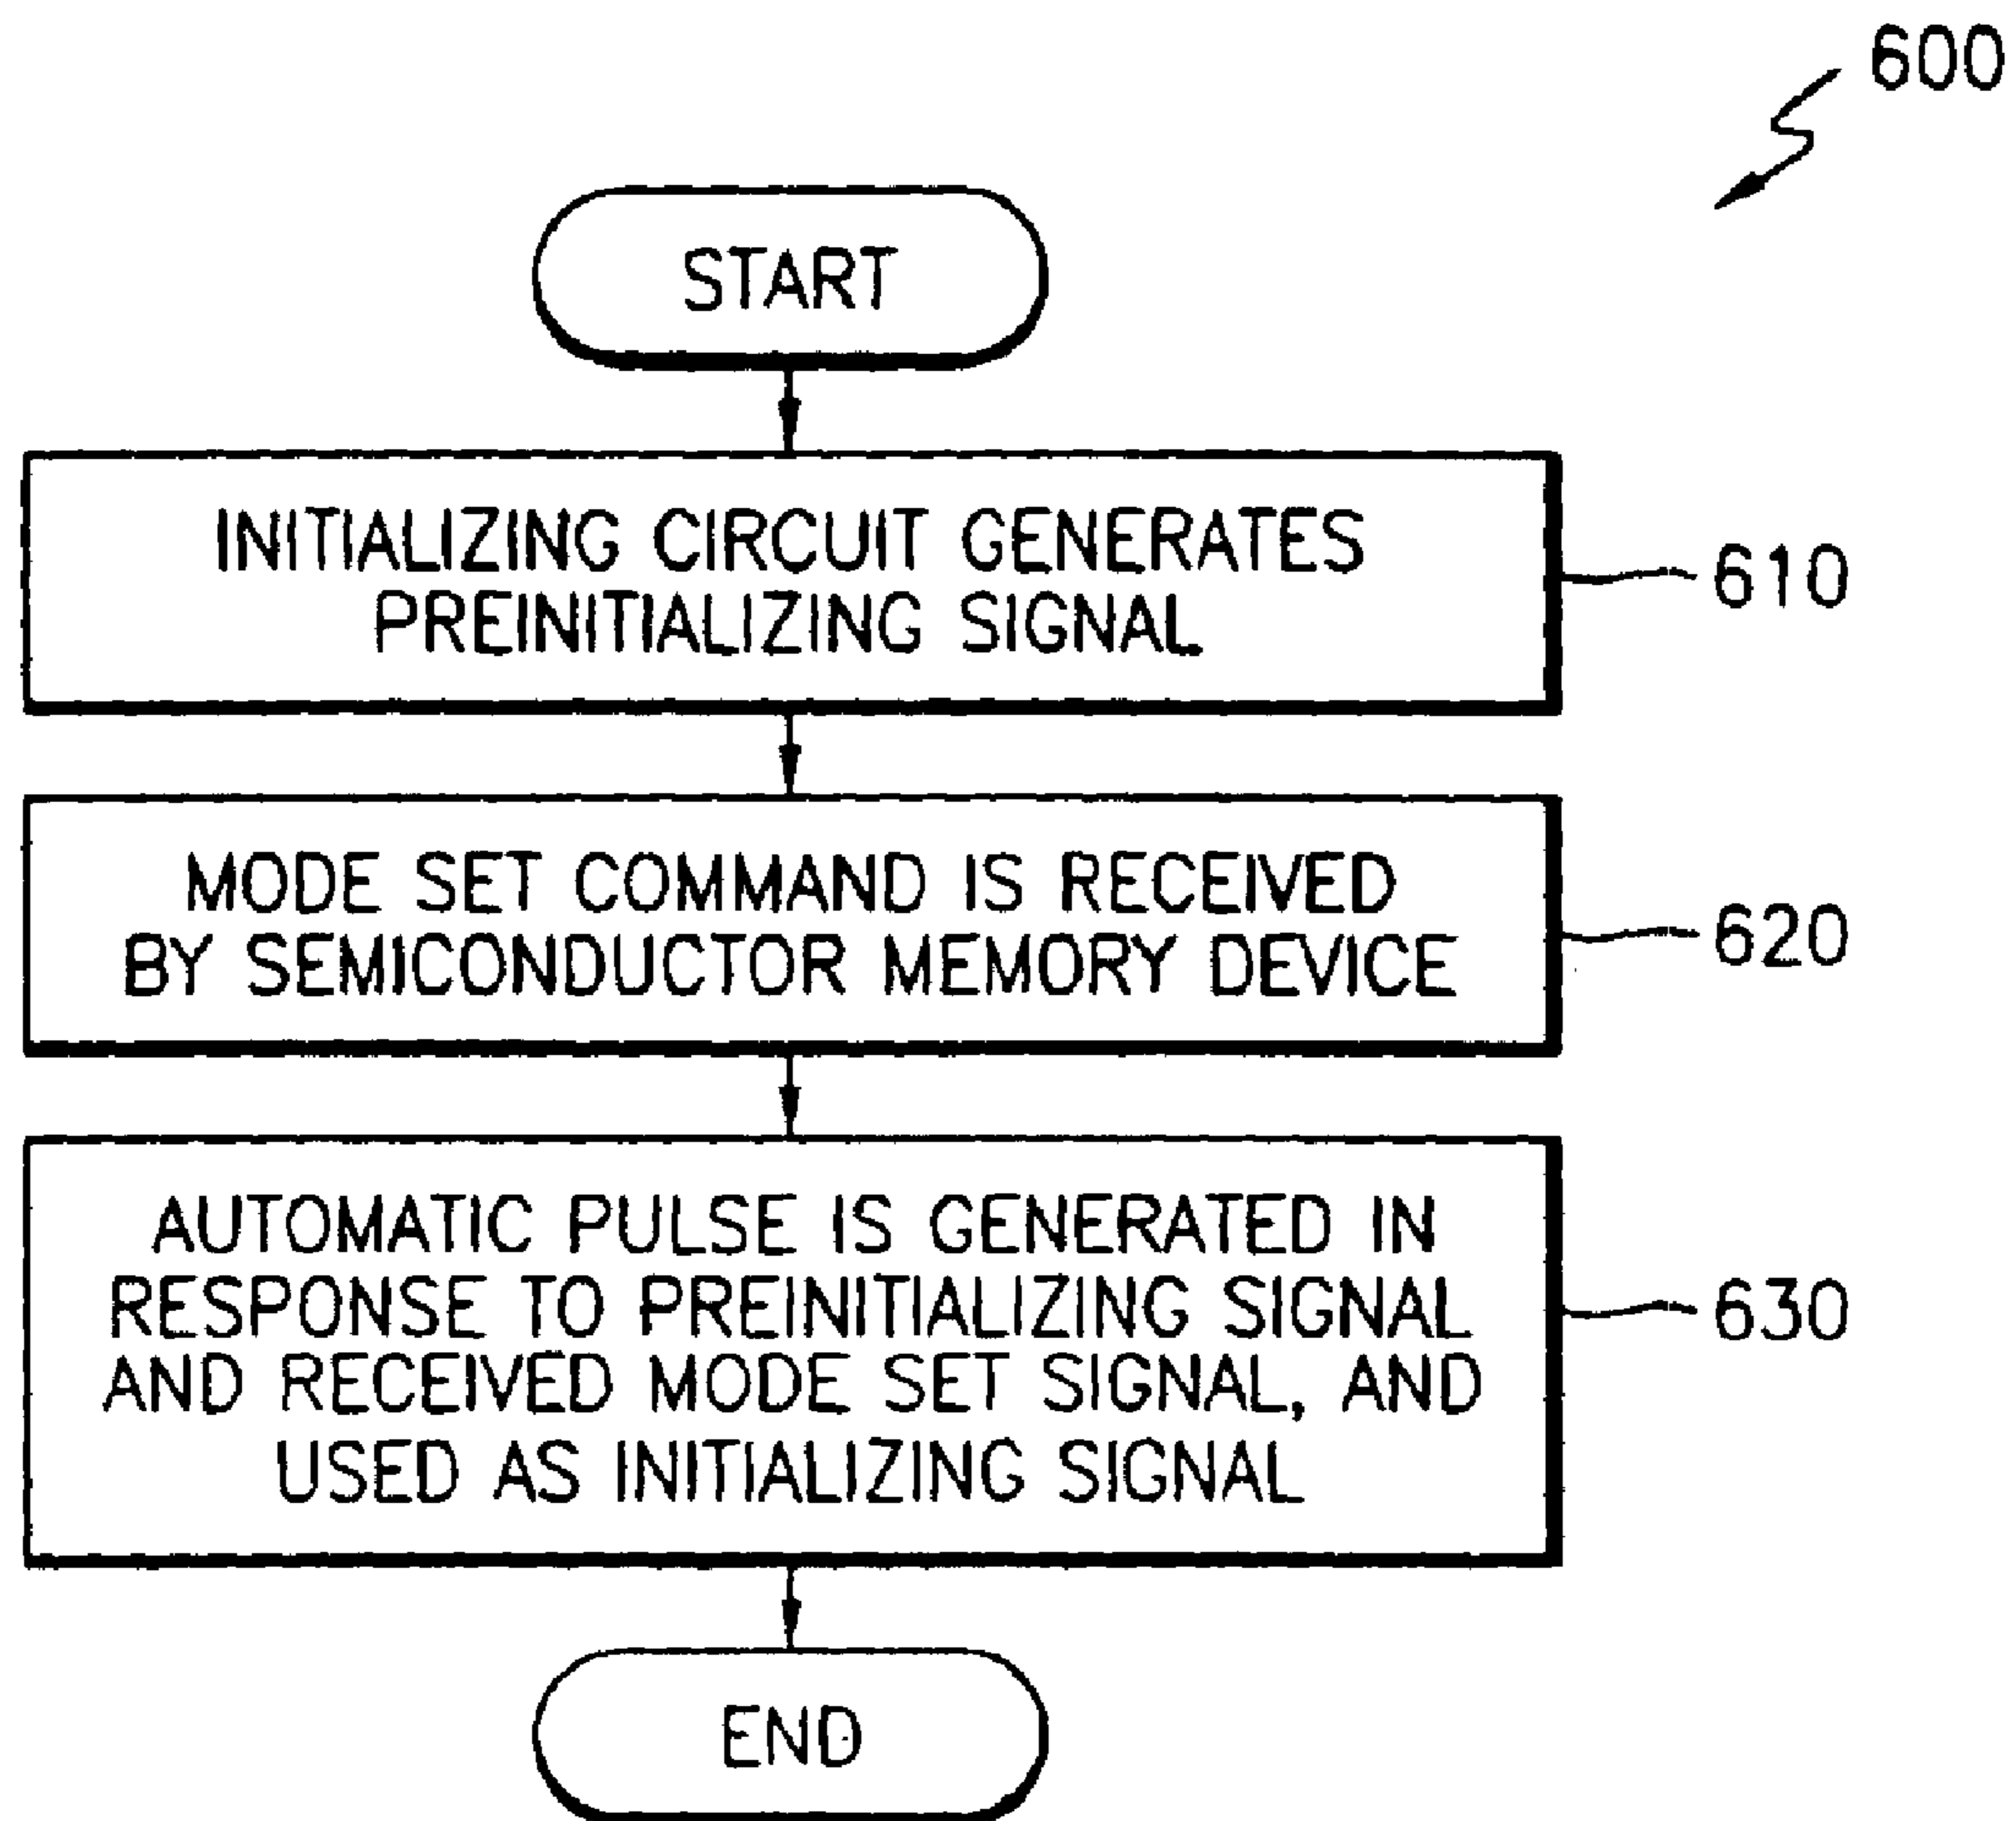 600
START
INITIALIZING CIRCUIT GENERATES
PREINITIALIZING SIGNAL
610
MODE SET COMMAND IS RECEIVED
BY SEMICONDUCTOR MEMORY DEVICE
620
AUTOMATIC PULSE IS GENERATED IN
RESPONSE TO PREINITIALIZING SIGNAL
AND RECEIVED MODE SET SIGNAL, AND
USED AS INITIALIZING SIGNAL
630
END